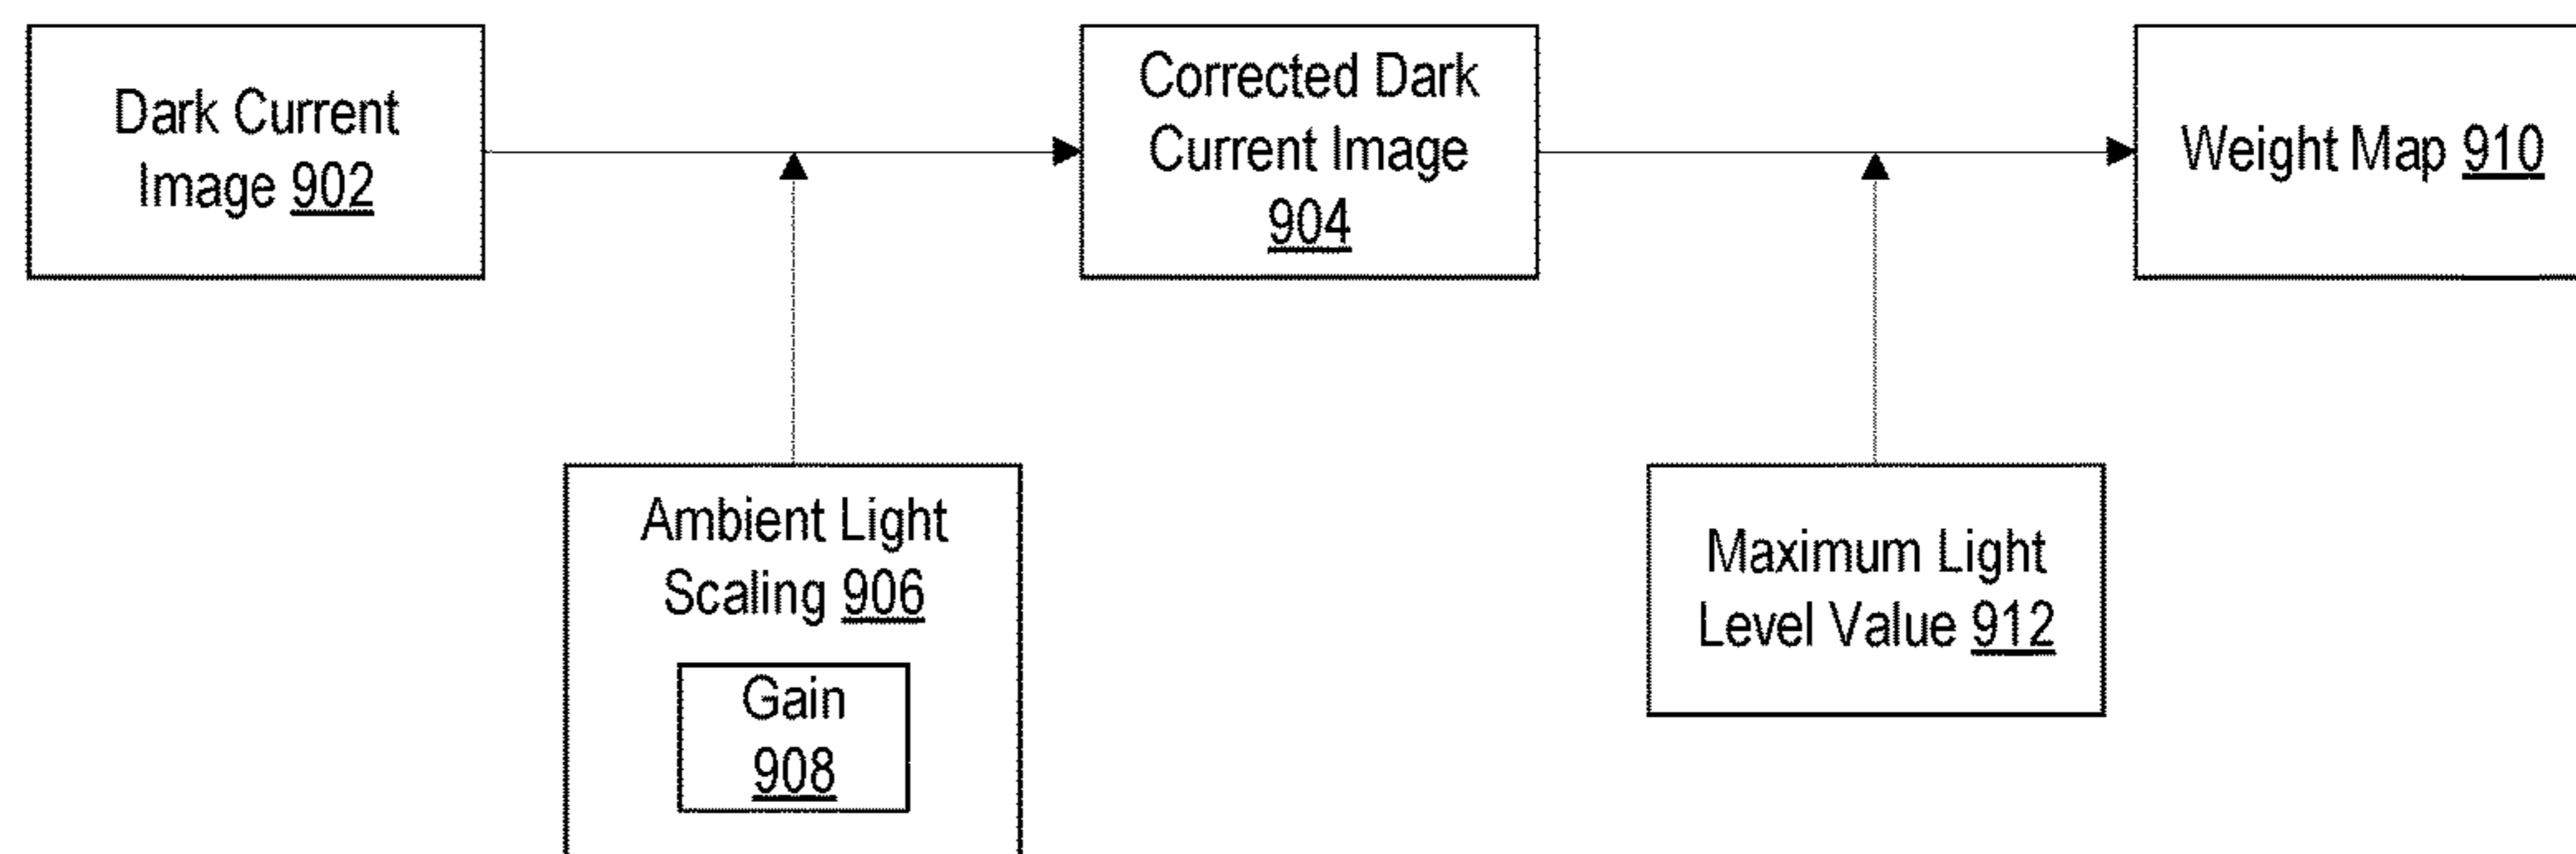 Dark Current
Image 902
Corrected Dark
Current Image
904
Weight Map 910
Ambient Light
Scaling 906
Gain
908
Maximum Light
Level Value 912